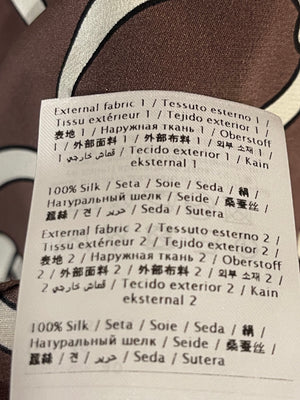 External fabric 1 / Tessuto esterno 1 /
Tissu extérieur 1 / Tejido exterior 1 /
表地 1 / Наружная ткань 1 / Oberstoff
1 / 外部面料 1 / 外部布料 1 / 외부 소재 1 /
قماش خارجي 1 / Tecido exterior 1 / Kain
eksternal 1
100% Silk / Seta / Soie / Seda / 絹 /
Натуральный шелк / Seide / 桑蚕丝 /
蠶絲 / 견 / حرير / Seda / Sutera
External fabric 2 / Tessuto esterno 2 /
Tissu extérieur 2 / Tejido exterior 2 /
表地 2 / Наружная ткань 2 / Oberstoff
2 / 外部面料 2 / 外部布料 2 / 외부 소재 2 /
قماش خارجي 2 / Tecido exterior 2 / Kain
eksternal 2
100% Silk / Seta / Soie / Seda / 絹 /
Натуральный шелк / Seide / 桑蚕丝 /
蠶絲 / 견 / حرير / Seda / Sutera